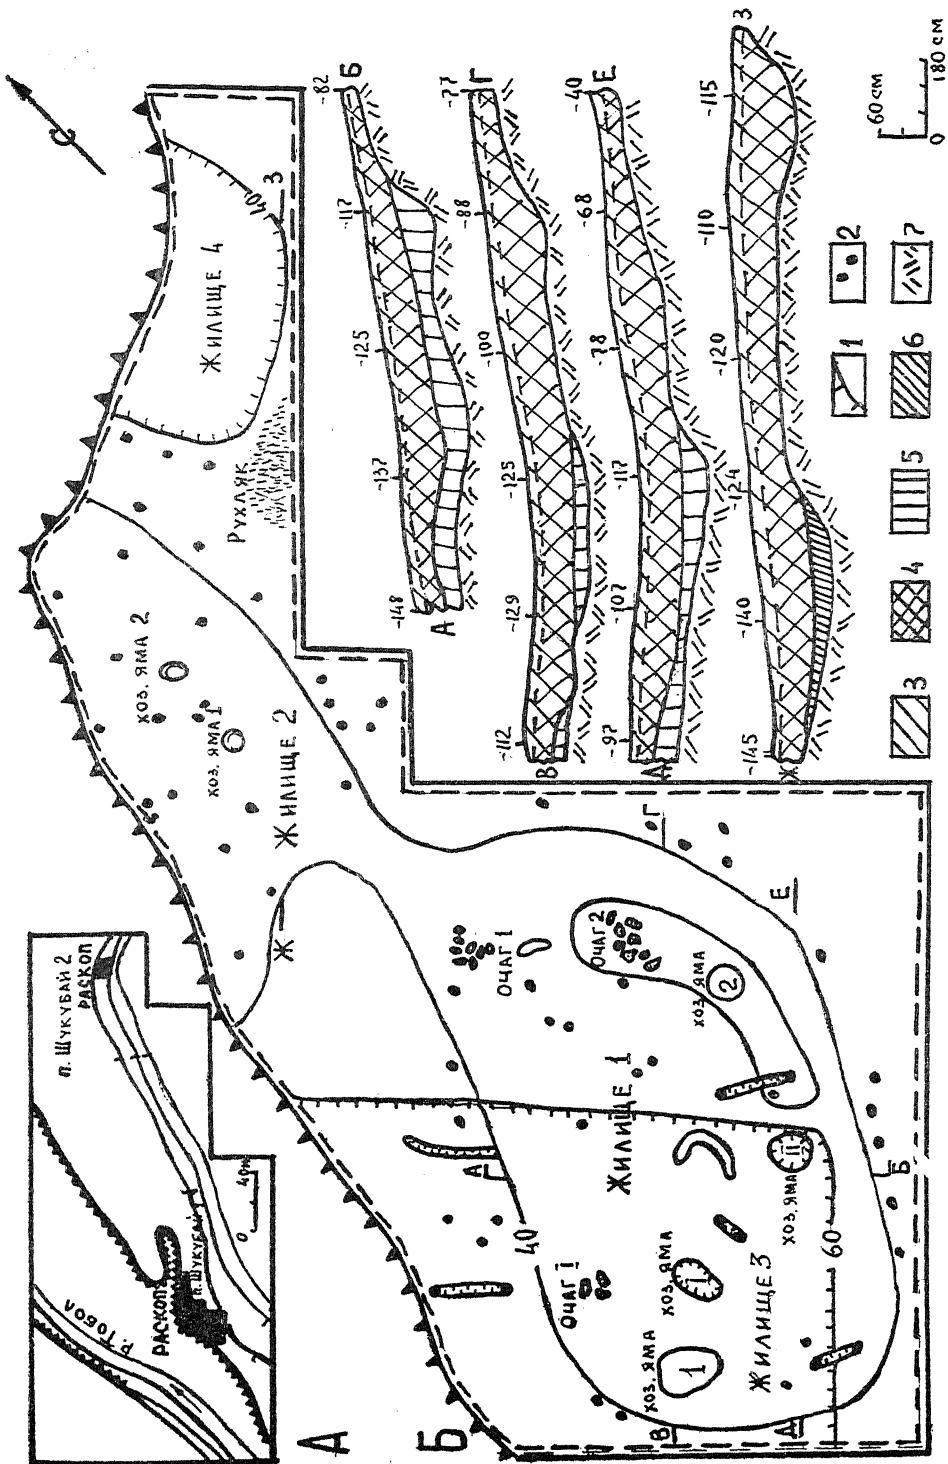 А
п. Шукубай 2
РАСКОП
р. Тобол
РАСКОП
п. Шукубай
0 40м
Б
С
ЖИЛИЩЕ 4
40
З
РУХЛЯК
ХОЗ. ЯМА 2
ХОЗ. ЯМА 1
ЖИЛИЩЕ 2
Ж
ОЧАГ 1
ОЧАГ 2
ХОЗ. ЯМА
2
Г
Е
ЖИЛИЩЕ 1
А
40
ОЧАГ I
ХОЗ. ЯМА
I
ХОЗ. ЯМА
II
ХОЗ. ЯМА
1
ЖИЛИЩЕ 3
60
Б
В
Д
А -148 -137 -125 -117 -82 Б
В -112 -129 -125 -100 -88 -77 Г
Д -97 -107 -117 -78 -68 -40 Е
Ж -145 -140 -124 -120 -110 -115 З
1 2
3 4 5 6 7
60 см
0 180 см